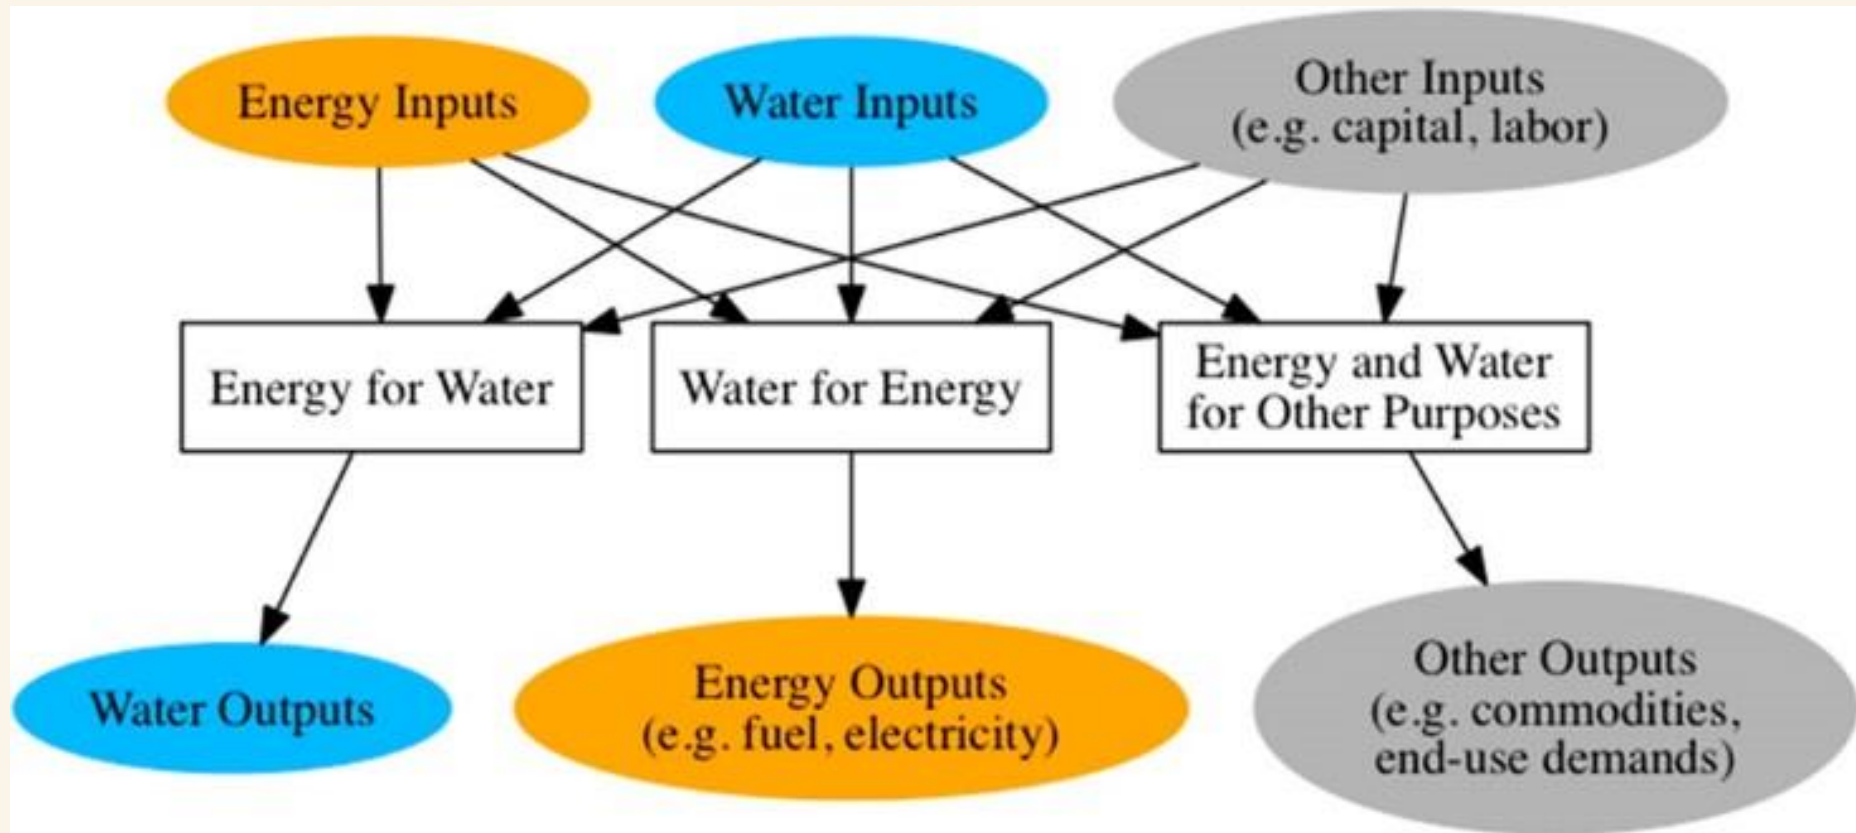 Energy Inputs
Water Inputs
Other Inputs
(e.g. capital, labor)
Energy for Water
Water for Energy
Energy and Water
for Other Purposes
Water Outputs
Energy Outputs
(e.g. fuel, electricity)
Other Outputs
(e.g. commodities,
end-use demands)